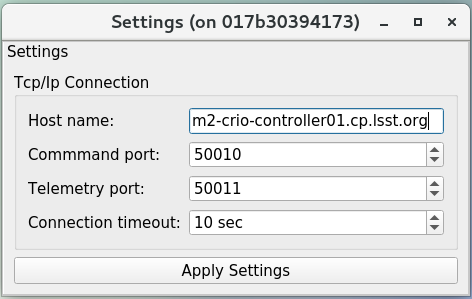 Settings (on 017b30394173)
Settings
Tcp/Ip Connection
Host name: m2-crio-controller01.cp.lsst.org
Commmand port: 50010
Telemetry port: 50011
Connection timeout: 10 sec
Apply Settings